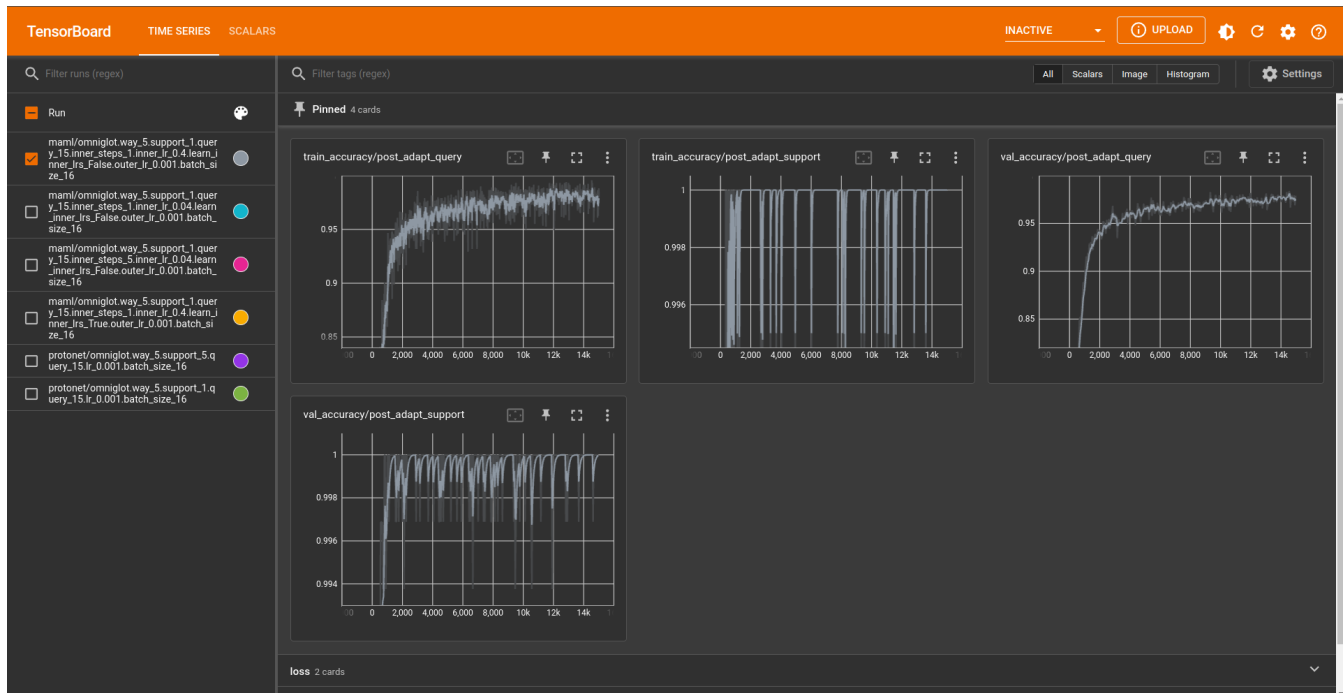 TensorBoard TIME SERIES SCALARS INACTIVE UPLOAD
Filter runs (regex)
Run
maml/omniglot.way_5.support_1.quer
y_15.inner_steps_1.inner_lr_0.4.learn_i
nner_lrs_False.outer_lr_0.001.batch_si
ze_16
maml/omniglot.way_5.support_1.quer
y_15.inner_steps_1.inner_lr_0.04.learn
_inner_lrs_False.outer_lr_0.001.batch_
size_16
maml/omniglot.way_5.support_1.quer
y_15.inner_steps_5.inner_lr_0.04.learn
_inner_lrs_False.outer_lr_0.001.batch_
size_16
maml/omniglot.way_5.support_1.quer
y_15.inner_steps_1.inner_lr_0.4.learn_i
nner_lrs_True.outer_lr_0.001.batch_si
ze_16
protonet/omniglot.way_5.support_5.q
uery_15.lr_0.001.batch_size_16
protonet/omniglot.way_5.support_1.q
uery_15.lr_0.001.batch_size_16
Filter tags (regex)
All Scalars Image Histogram Settings
Pinned 4 cards
train_accuracy/post_adapt_query
0.95
0.9
0.85
00 0 2,000 4,000 6,000 8,000 10k 12k 14k
train_accuracy/post_adapt_support
1
0.998
0.996
00 0 2,000 4,000 6,000 8,000 10k 12k 14k
val_accuracy/post_adapt_query
0.95
0.9
0.85
00 0 2,000 4,000 6,000 8,000 10k 12k 14k
val_accuracy/post_adapt_support
1
0.998
0.996
0.994
00 0 2,000 4,000 6,000 8,000 10k 12k 14k
loss 2 cards